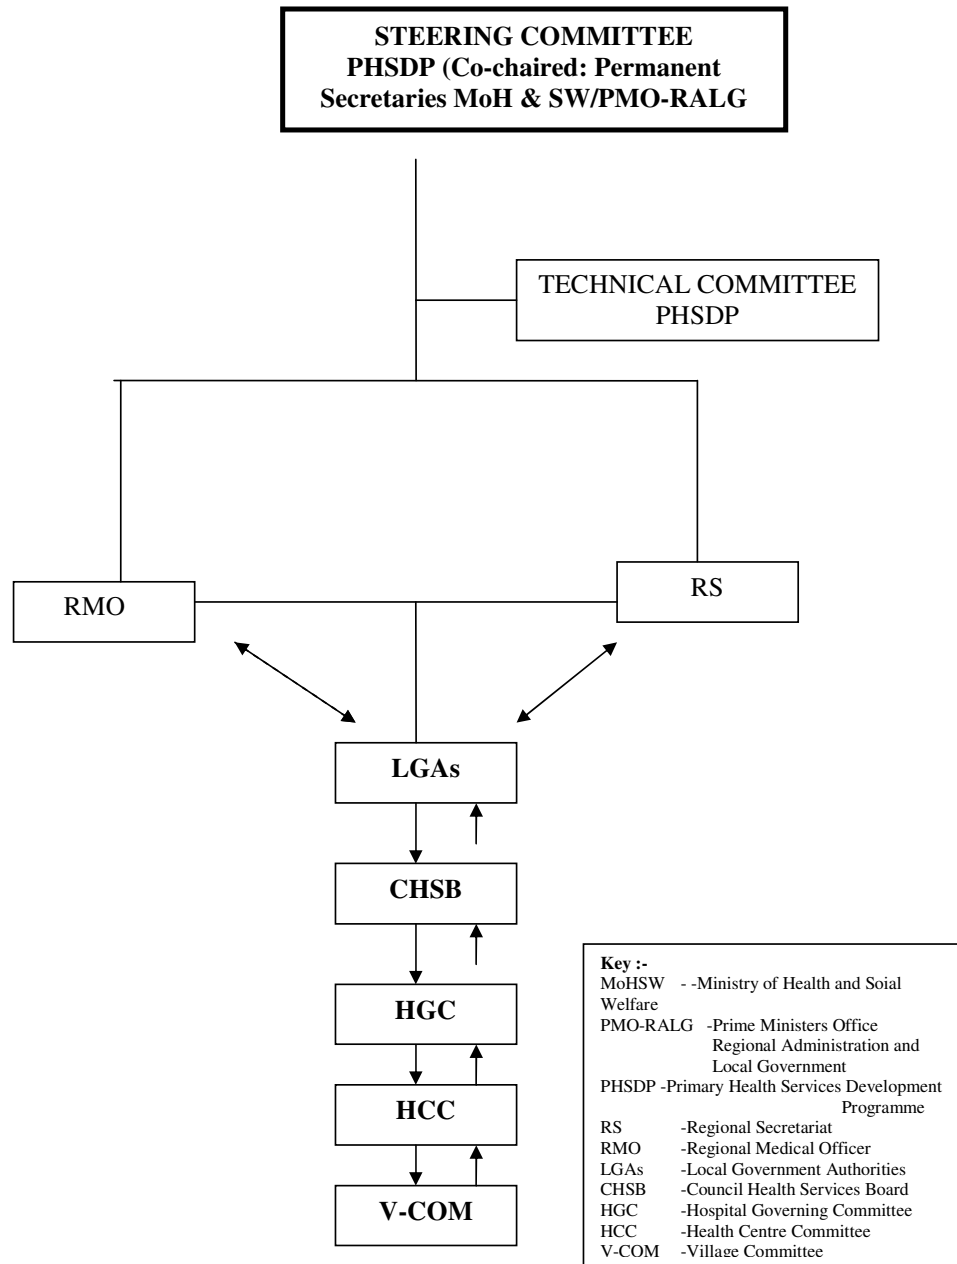 STEERING COMMITTEE
PHSDP (Co-chaired: Permanent
Secretaries MoH & SW/PMO-RALG
TECHNICAL COMMITTEE
PHSDP
RMO
RS
LGAs
CHSB
HGC
HCC
V-COM
Key :-
MoHSW - -Ministry of Health and Soial
Welfare
PMO-RALG -Prime Ministers Office
Regional Administration and
Local Government
PHSDP -Primary Health Services Development
Programme
RS -Regional Secretariat
RMO -Regional Medical Officer
LGAs -Local Government Authorities
CHSB -Council Health Services Board
HGC -Hospital Governing Committee
HCC -Health Centre Committee
V-COM -Village Committee